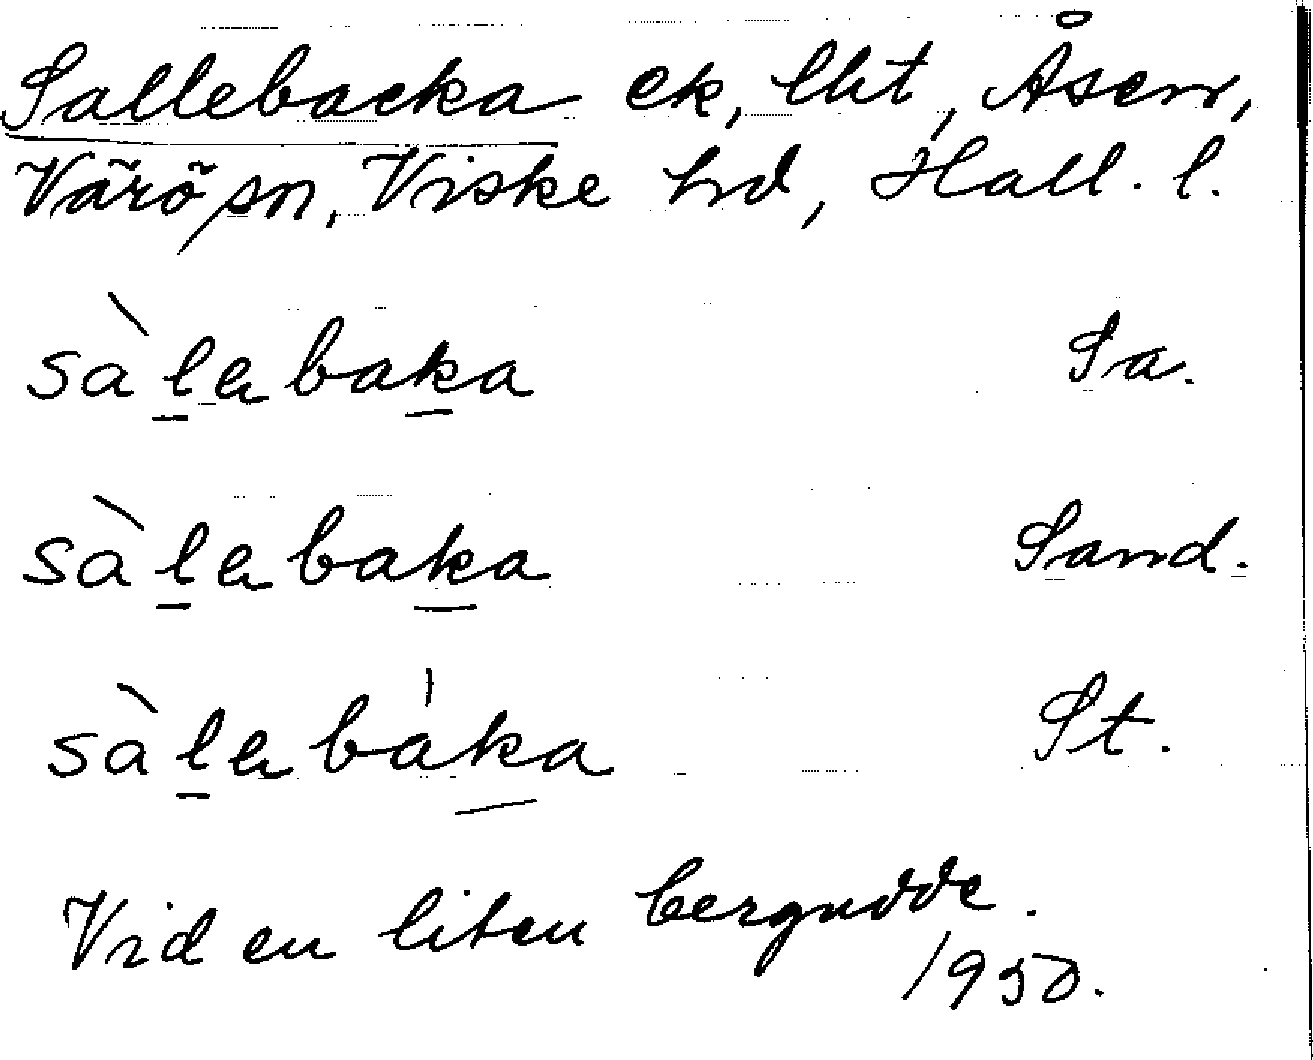 Sallebacka ek, lht, Åsen,
Värö sn, Viske hd, Hall. l.
sàlebaka Sa.
sàlebaka Sand.
sàlebáka St.
Vid en liten bergudde.
1950.